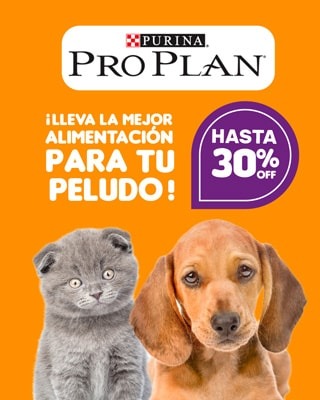 PURINA®
PRO PLAN®
¡LLEVA LA MEJOR
ALIMENTACIÓN
PARA TU
PELUDO!
HASTA
30%
OFF